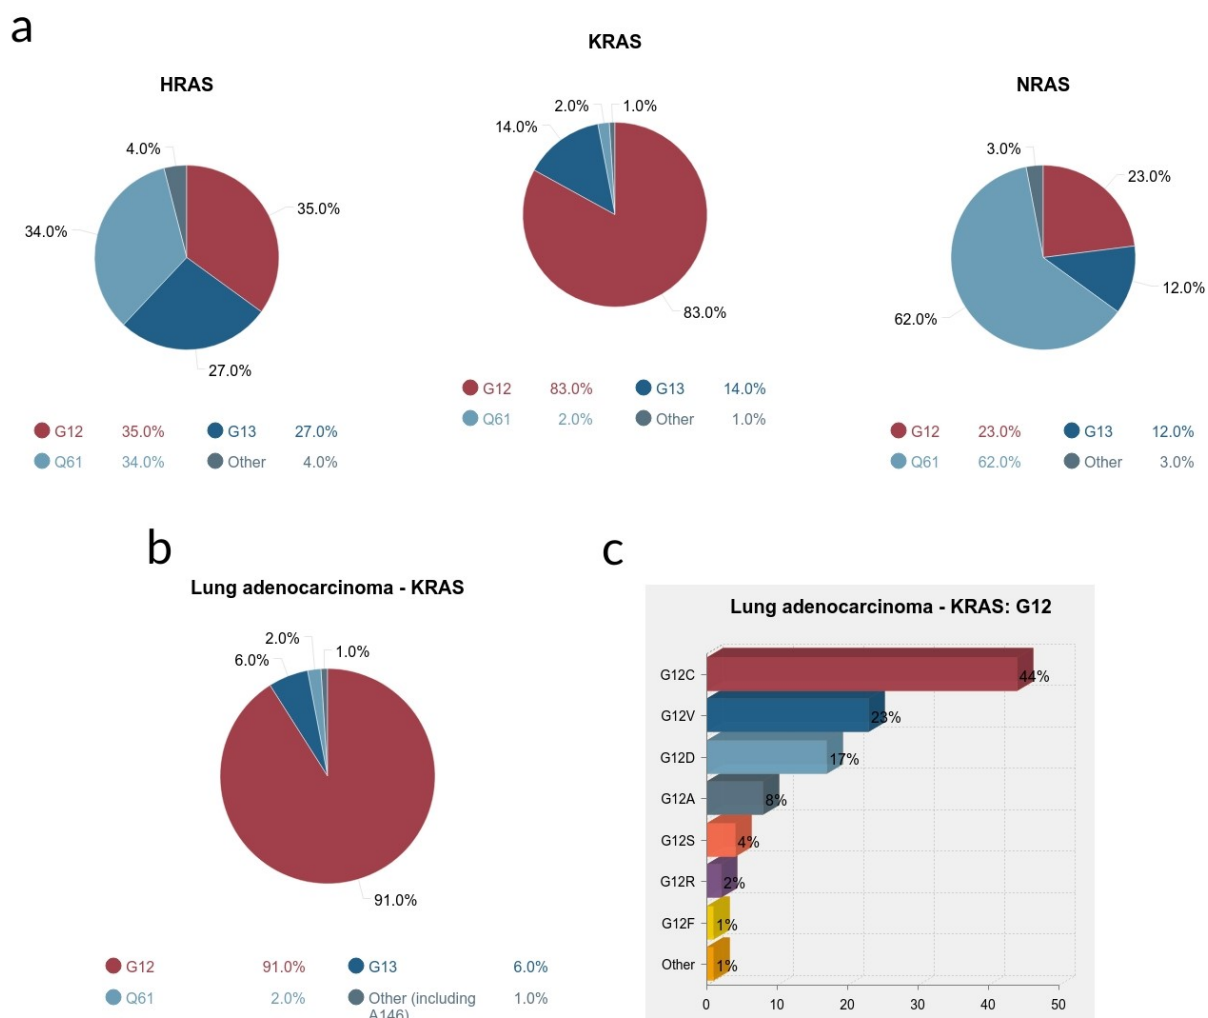 a
HRAS
4.0%
35.0%
34.0%
27.0%
G12 35.0% G13 27.0%
Q61 34.0% Other 4.0%
KRAS
2.0% 1.0%
14.0%
83.0%
G12 83.0% G13 14.0%
Q61 2.0% Other 1.0%
NRAS
3.0%
23.0%
12.0%
62.0%
G12 23.0% G13 12.0%
Q61 62.0% Other 3.0%
b
Lung adenocarcinoma - KRAS
2.0%
1.0%
6.0%
91.0%
G12 91.0% G13 6.0%
Q61 2.0% Other (including 1.0%
A146)
c
Lung adenocarcinoma - KRAS: G12
G12C 44%
G12V 23%
G12D 17%
G12A 8%
G12S 4%
G12R 2%
G12F 1%
Other 1%
0 10 20 30 40 50